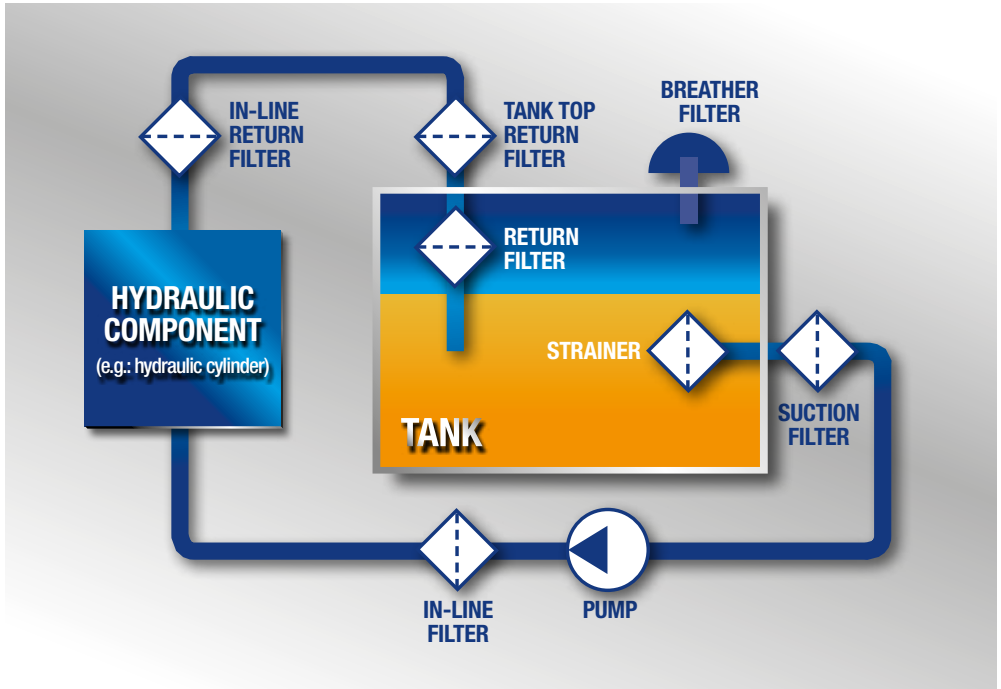 IN-LINE
RETURN
FILTER
TANK TOP
RETURN
FILTER
BREATHER
FILTER
RETURN
FILTER
HYDRAULIC
COMPONENT
(e.g.: hydraulic cylinder)
STRAINER
TANK
SUCTION
FILTER
IN-LINE
FILTER
PUMP